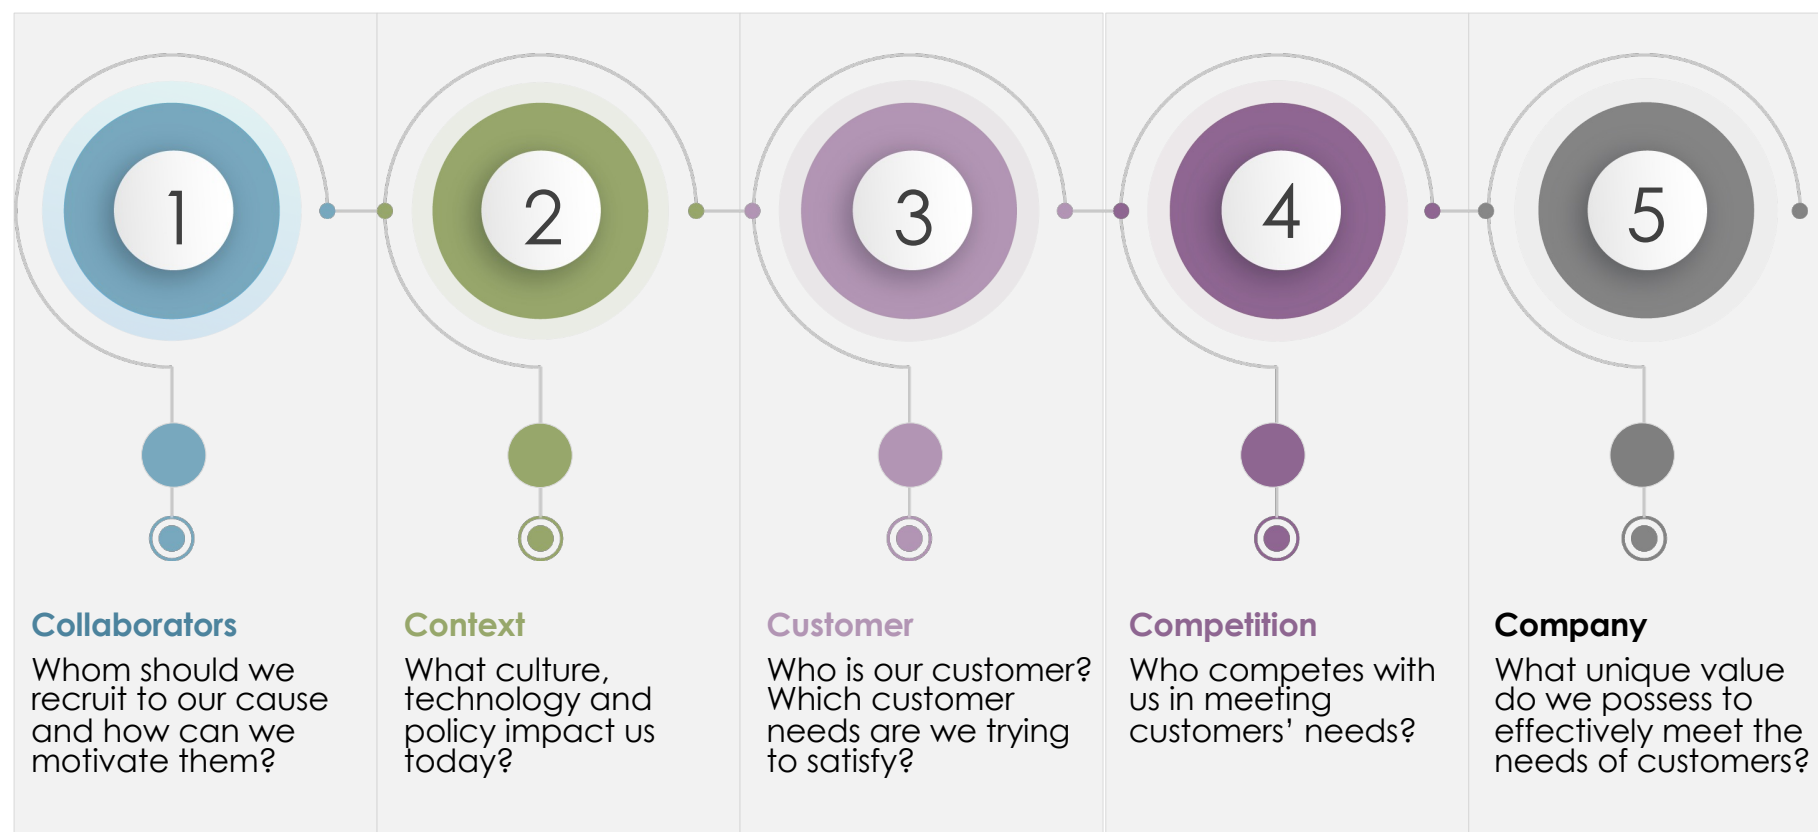 1
2
3
4
5
Collaborators
Whom should we
recruit to our cause
and how can we
motivate them?
Context
What culture,
technology and
policy impact us
today?
Customer
Who is our customer?
Which customer
needs are we trying
to satisfy?
Competition
Who competes with
us in meeting
customers’ needs?
Company
What unique value
do we possess to
effectively meet the
needs of customers?